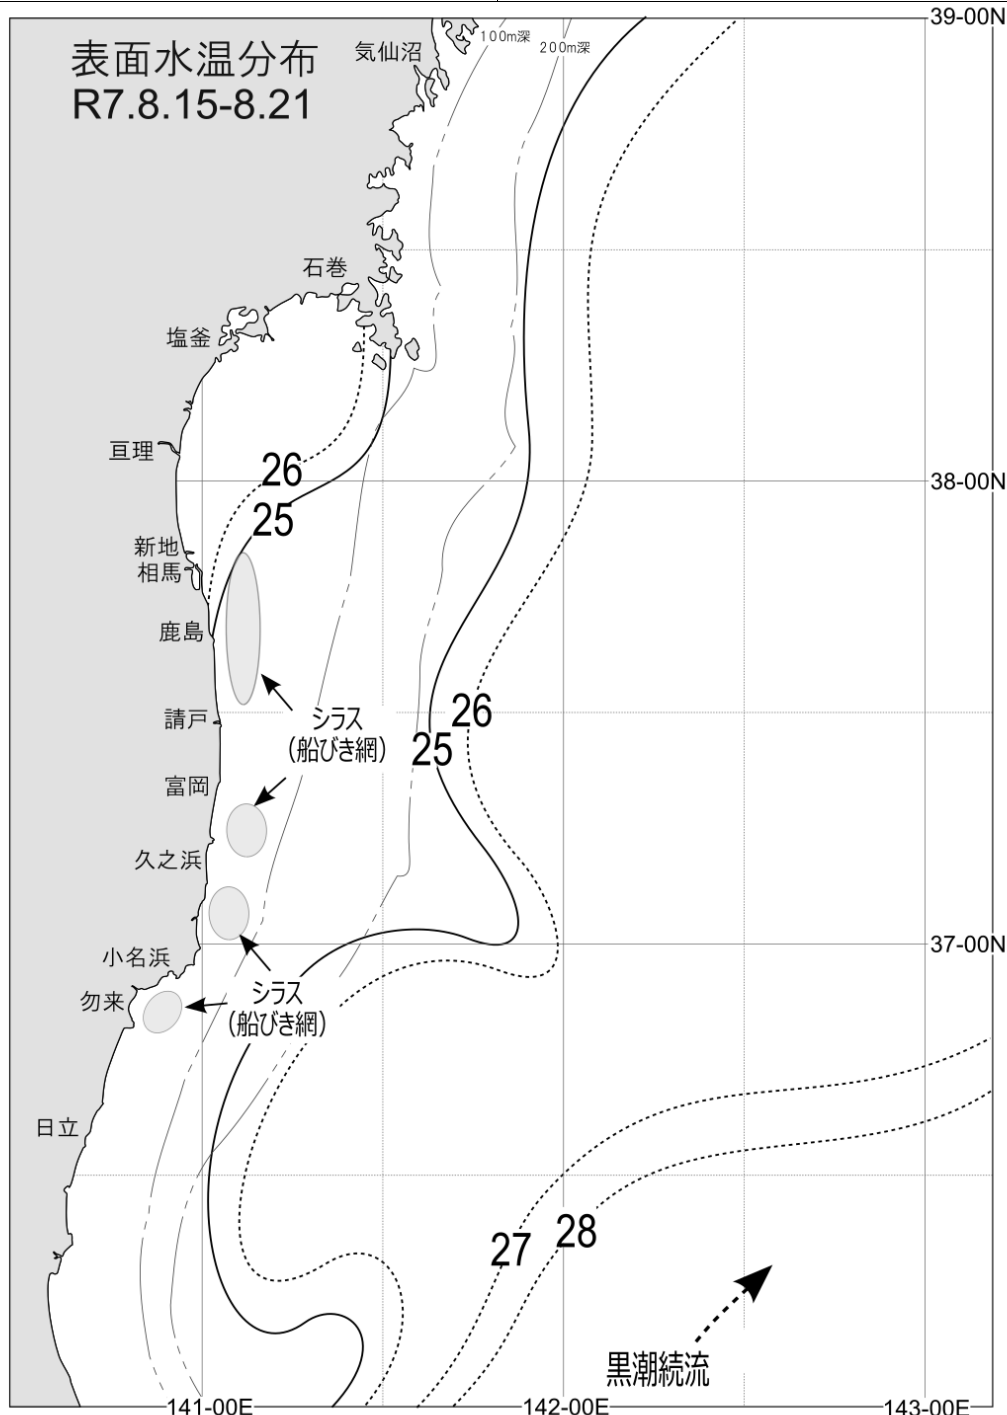 表面水温分布
R7.8.15-8.21
気仙沼
100m深
200m深
39-00N
石巻
塩釜
亘理
26
25
38-00N
新地
相馬
鹿島
請戸
シラス
(船びき網)
26
25
富岡
久之浜
小名浜
37-00N
勿来
シラス
(船びき網)
日立
27
28
黒潮続流
141-00E
142-00E
143-00E